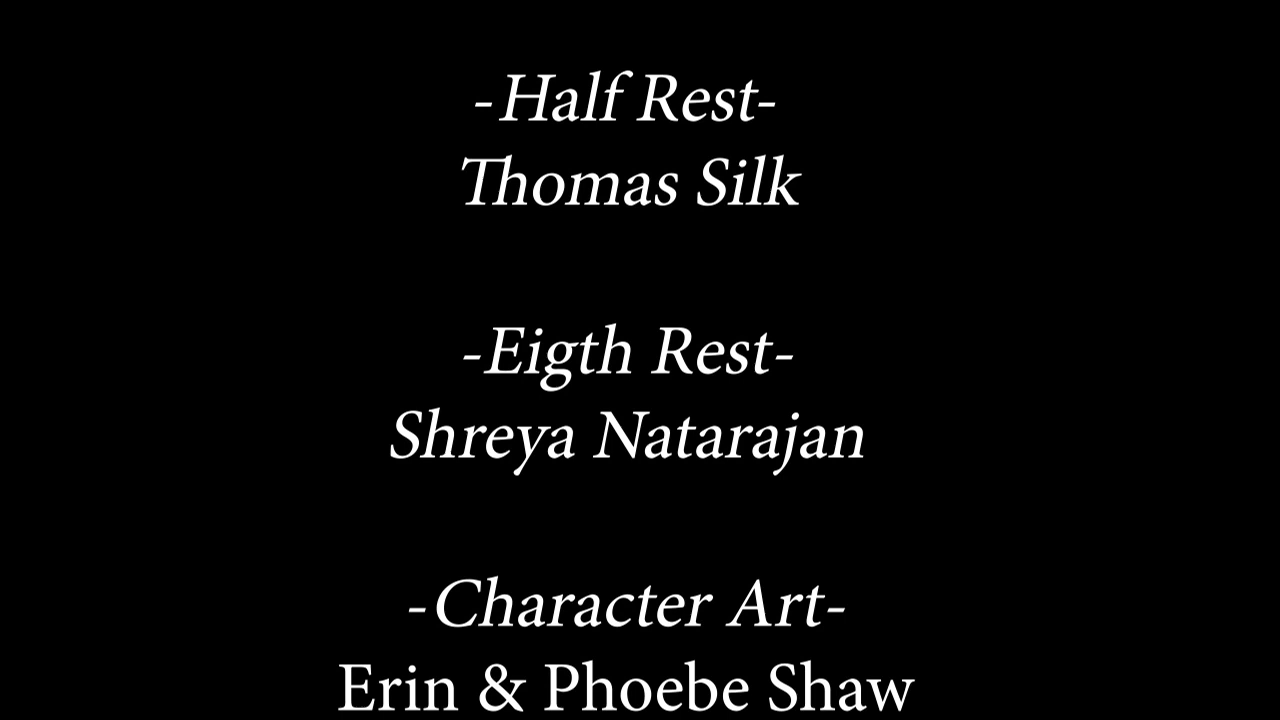 -Half Rest-
Thomas Silk
-Eigth Rest-
Shreya Natarajan
-Character Art-
Erin & Phoebe Shaw